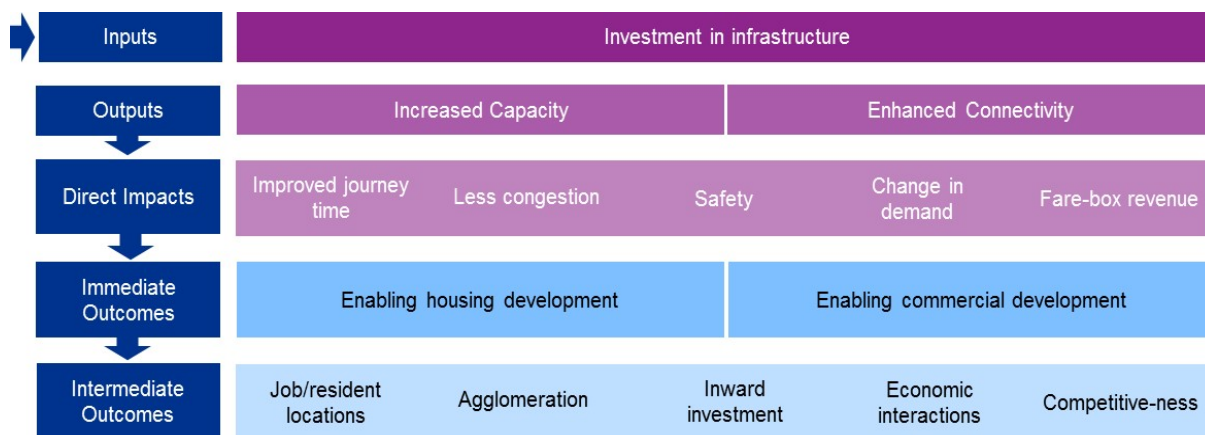 Inputs
Investment in infrastructure
Outputs
Increased Capacity
Enhanced Connectivity
Direct Impacts
Improved journey
time
Less congestion
Safety
Change in
demand
Fare-box revenue
Immediate
Outcomes
Enabling housing development
Enabling commercial development
Intermediate
Outcomes
Job/resident
locations
Agglomeration
Inward
investment
Economic
interactions
Competitive-ness